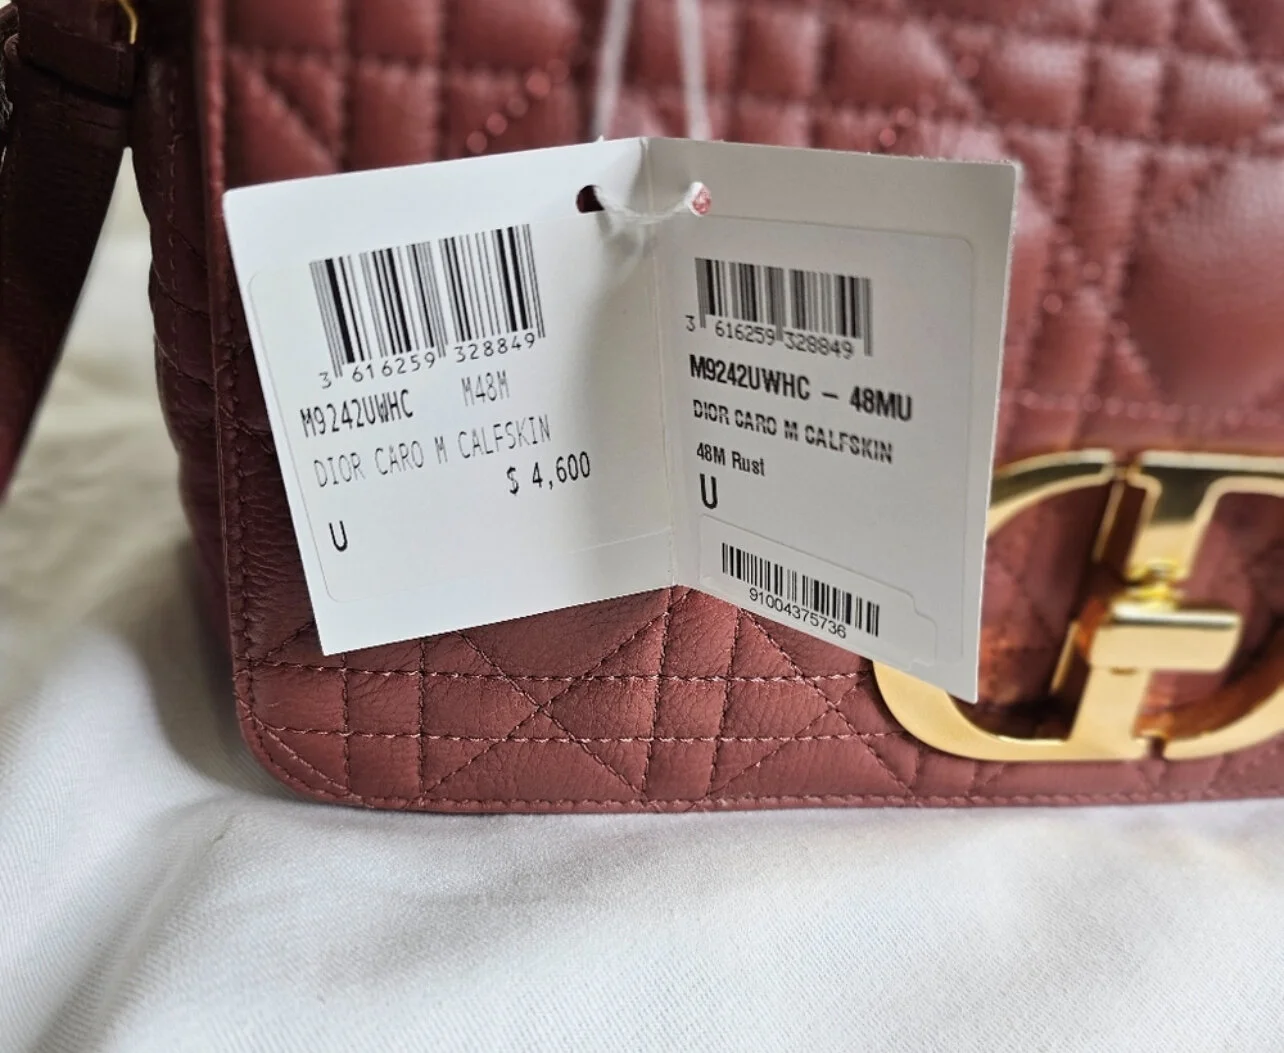 3 616259 328849
M9242UWHC M48M
DIOR CARO M CALFSKIN
$ 4,600
U
3 616259 328849
M9242UWHC - 48MU
DIOR CARO M CALFSKIN
48M Rust
U
91004375736